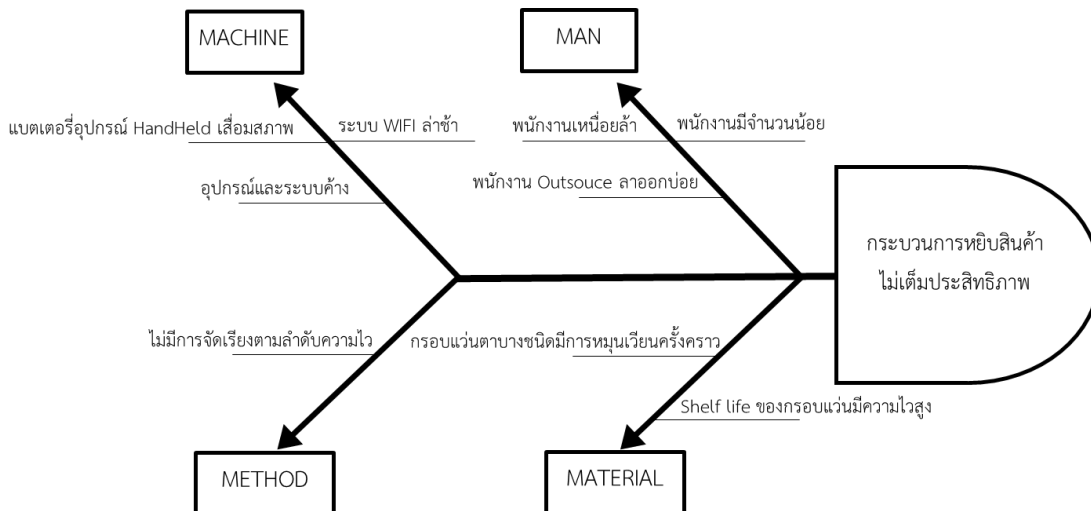 MACHINE
MAN
แบตเตอรี่อุปกรณ์ HandHeld เสื่อมสภาพ
ระบบ WIFI ล่าช้า
พนักงานเหนื่อยล้า
พนักงานมีจำนวนน้อย
อุปกรณ์และระบบค้าง
พนักงาน Outsouce ลาออกบ่อย
กระบวนการหยิบสินค้า
ไม่เต็มประสิทธิภาพ
ไม่มีการจัดเรียงตามลำดับความไว
กรอบแว่นตาบางชนิดมีการหมุนเวียนครั้งคราว
Shelf life ของกรอบแว่นมีความไวสูง
METHOD
MATERIAL